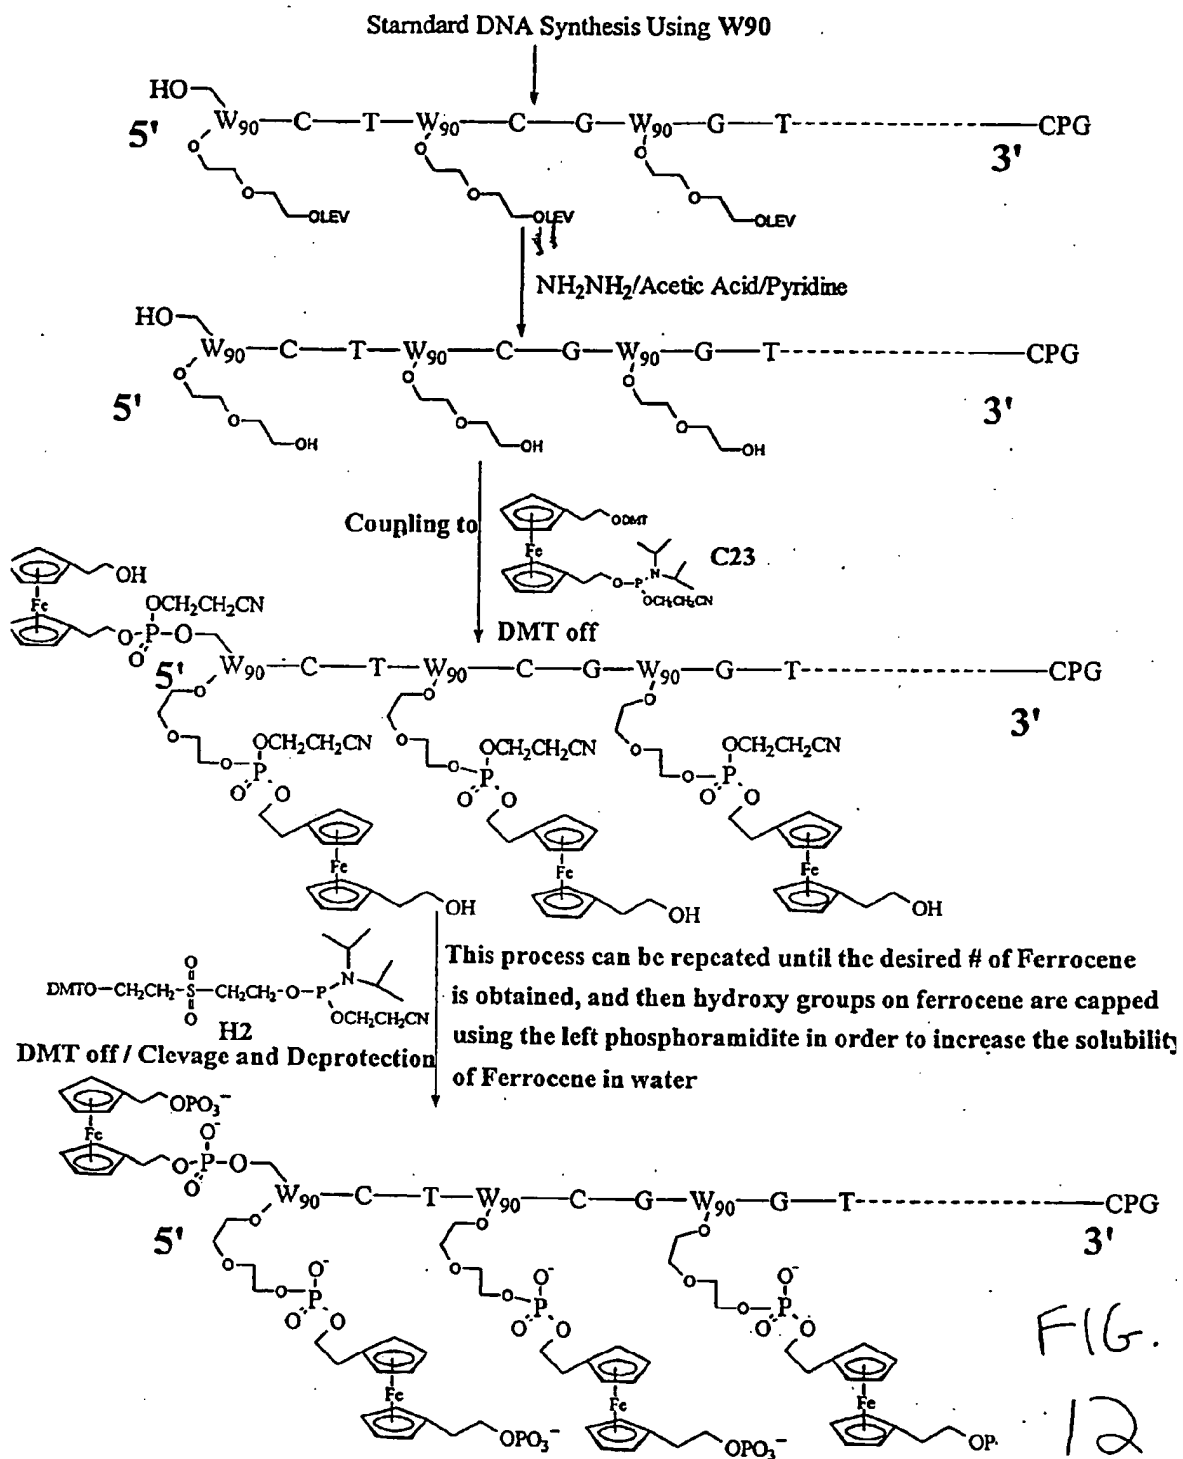 Starndard DNA Synthesis Using W90
HO
5' W90—C—T—W90—C—G—W90—G—T------------CPG
3'
O O O
O O O
OLEV OLEV OLEV
NH2NH2/Acetic Acid/Pyridine
HO
W90—C—T—W90—C—G—W90—G—T------------CPG
5' 3'
O O O
O O O
OH OH OH
Coupling to
ODMT
Fe
O—P—N
OCH2CH2CN
C23
DMT off
OH
Fe
OCH2CH2CN
O—P—O
O
5' W90—C—T—W90—C—G—W90—G—T------------CPG
3'
O O O
O O O
OCH2CH2CN OCH2CH2CN OCH2CH2CN
O—P O—P O—P
O O O O O O
Fe Fe Fe
OH OH OH
DMTO—CH2CH2—S—CH2CH2—O—P
O
O
N
OCH2CH2CN
H2
DMT off / Clevage and Deprotection
This process can be repeated until the desired # of Ferrocene
is obtained, and then hydroxy groups on ferrocene are capped
using the left phosphoramidite in order to increase the solubility
of Ferrocene in water
OPO3-
Fe
O-
O—P—O
O
W90—C—T—W90—C—G—W90—G—T------------CPG
5' 3'
O O O
O O O
O- O- O-
O—P O—P O—P
O O O O O O
Fe Fe Fe
OPO3- OPO3- OP
FIG.
12